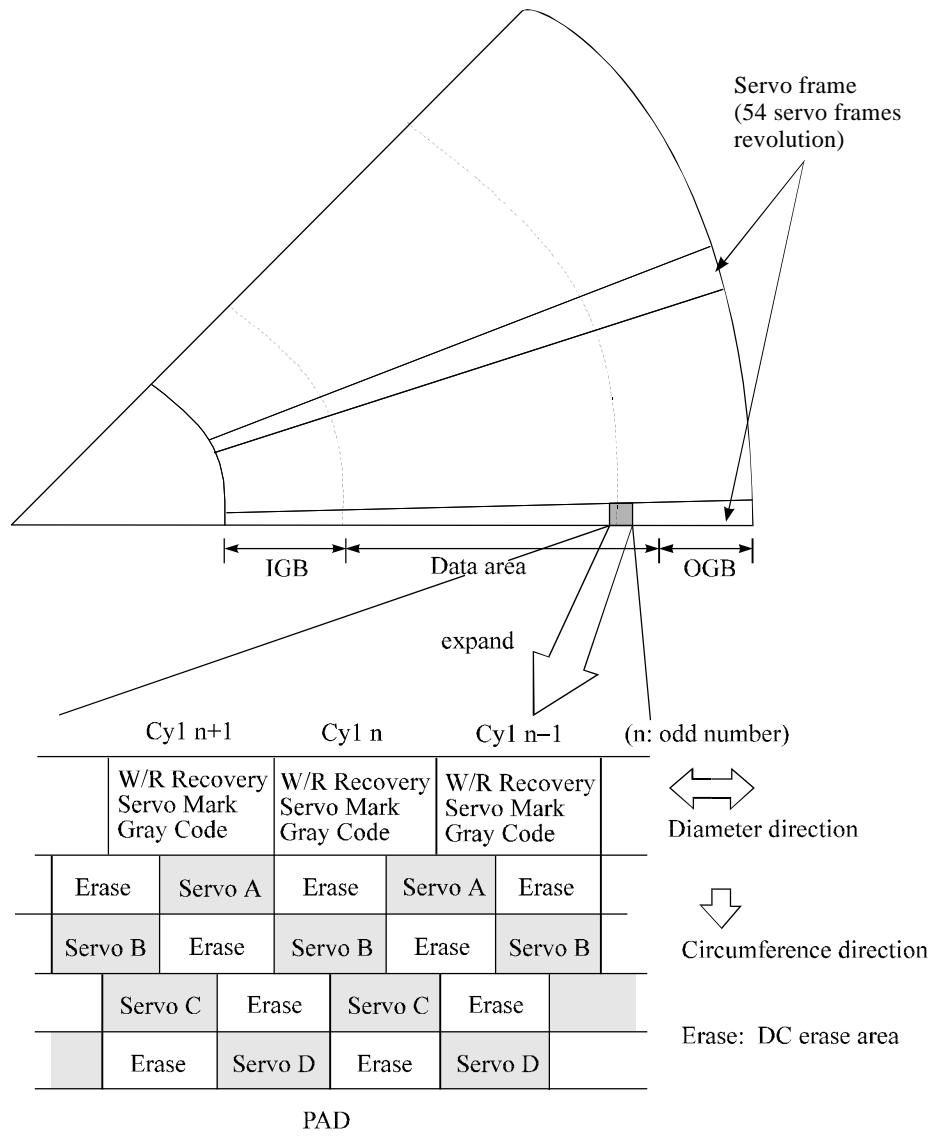 Servo frame
(54 servo frames
revolution)
IGB
Data area
OGB
expand
Cy1 n+1
Cy1 n
Cy1 n–1
(n: odd number)
W/R Recovery
Servo Mark
Gray Code
W/R Recovery
Servo Mark
Gray Code
W/R Recovery
Servo Mark
Gray Code
Diameter direction
Erase
Servo A
Erase
Servo A
Erase
Servo B
Erase
Servo B
Erase
Servo B
Circumference direction
Servo C
Erase
Servo C
Erase
Erase: DC erase area
Erase
Servo D
Erase
Servo D
PAD